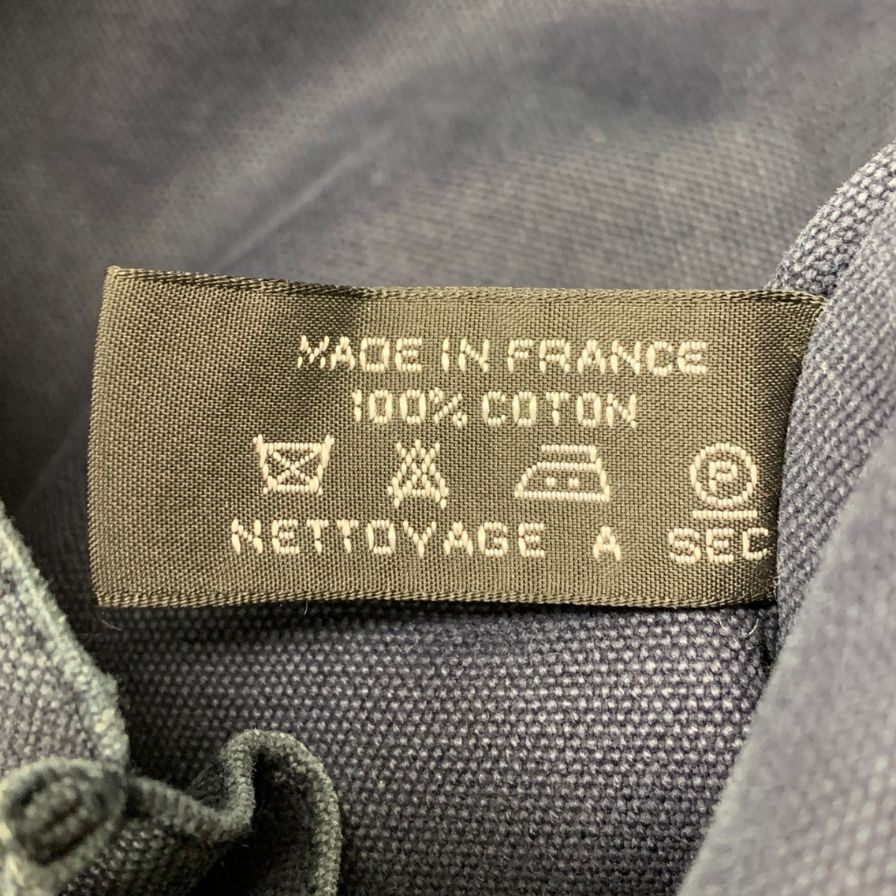 MADE IN FRANCE
100% COTON
P
NETTOYAGE A SEC